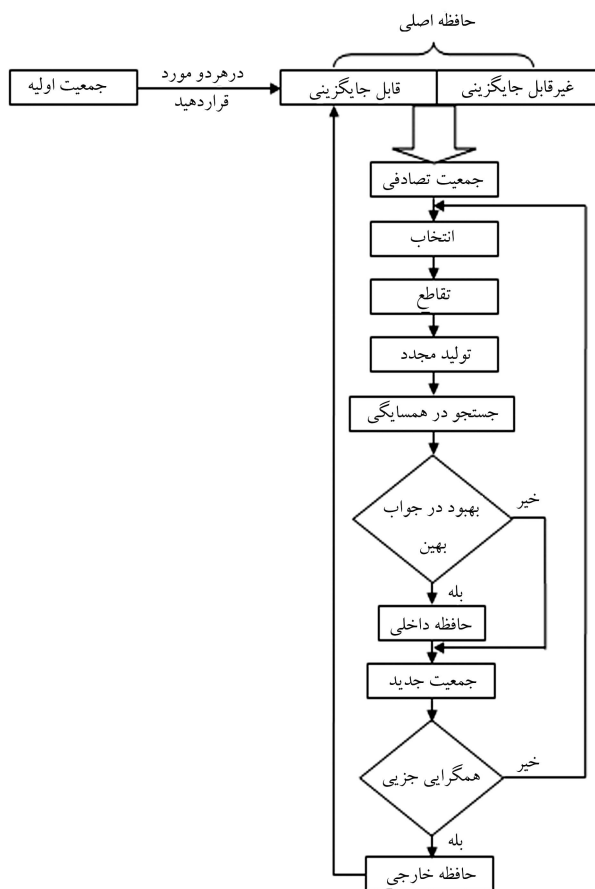 حافظه اصلی
غیرقابل جایگزینی
قابل جایگزینی
درهردو مورد
قراردهید
جمعیت اولیه
جمعیت تصادفی
انتخاب
تقاطع
تولید مجدد
جستجو در همسایگی
بهبود در جواب
بهین
خیر
بله
حافظه داخلی
جمعیت جدید
همگرایی جزیی
خیر
بله
حافظه خارجی